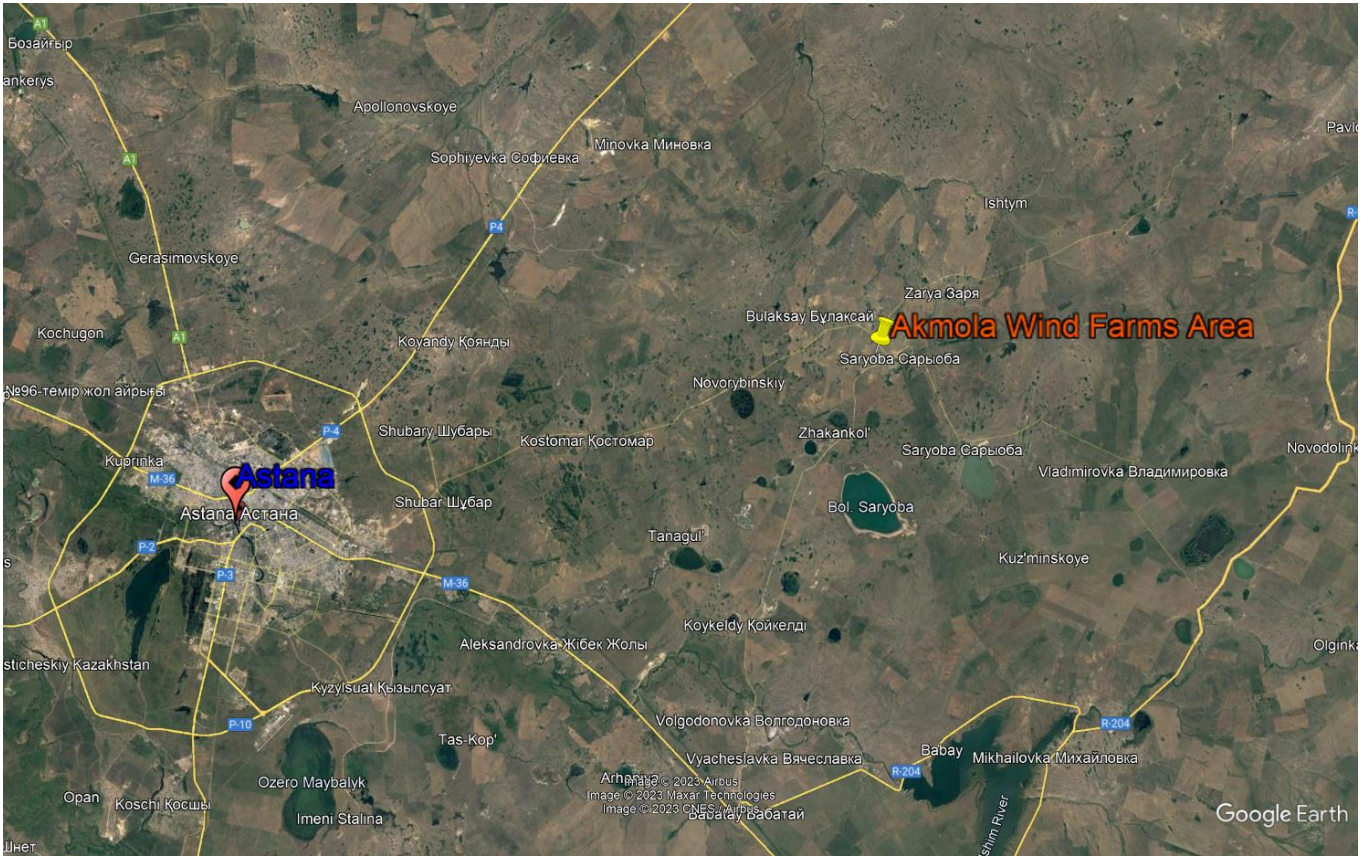 A1
Бозайғыр
ankerys
Apollonovskoye
Pavlo
Minovka Миновка
Sophiyevka Софиевка
A1
Ishtym
R-
P4
Gerasimovskoye
Zarya Заря
Bulaksay Бұлақсай
Akmola Wind Farms Area
Kochugon
A1
Koyandy Қоянды
Saryoba Сарыоба
Novorybinskiy
№96-темір жол айрығы
P-4
Shubary Шубары
Zhakankol'
Kostomar Қостомар
Saryoba Сарыоба
Novodolink
Kuprinka
Vladimirovka Владимировка
M-36
Astana
Shubar Шұбар
Bol. Saryoba
Astana Астана
Tanagul'
P-2
Kuz'minskoye
s
P-3
M-36
Koykeldy Қойкелді
Aleksandrovka Жібек Жолы
Olginka
sticheskiy Kazakhstan
Kyzylsuat Қызылсуат
P-10
Volgodonovka Волгодоновка
R-204
Tas-Kop'
Babay
Vyacheslavka Вячеславка
Mikhailovka Михайловка
R-204
Ozero Maybalyk
Image © 2023 Airbus
Image © 2023 Maxar Technologies
Image © 2023 CNES / Airbus
Opan
Koschi Қосшы
Babatay Бабатай
Imeni Stalina
Ishim River
Google Earth
Шнет